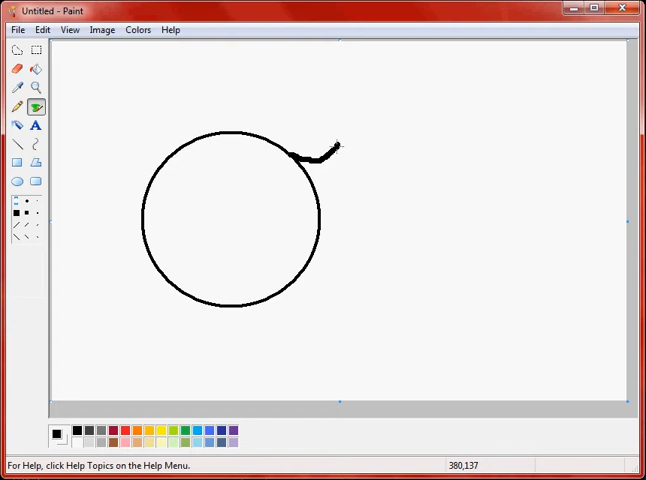 Untitled - Paint
File Edit View Image Colors Help
A
For Help, click Help Topics on the Help Menu.
380,137